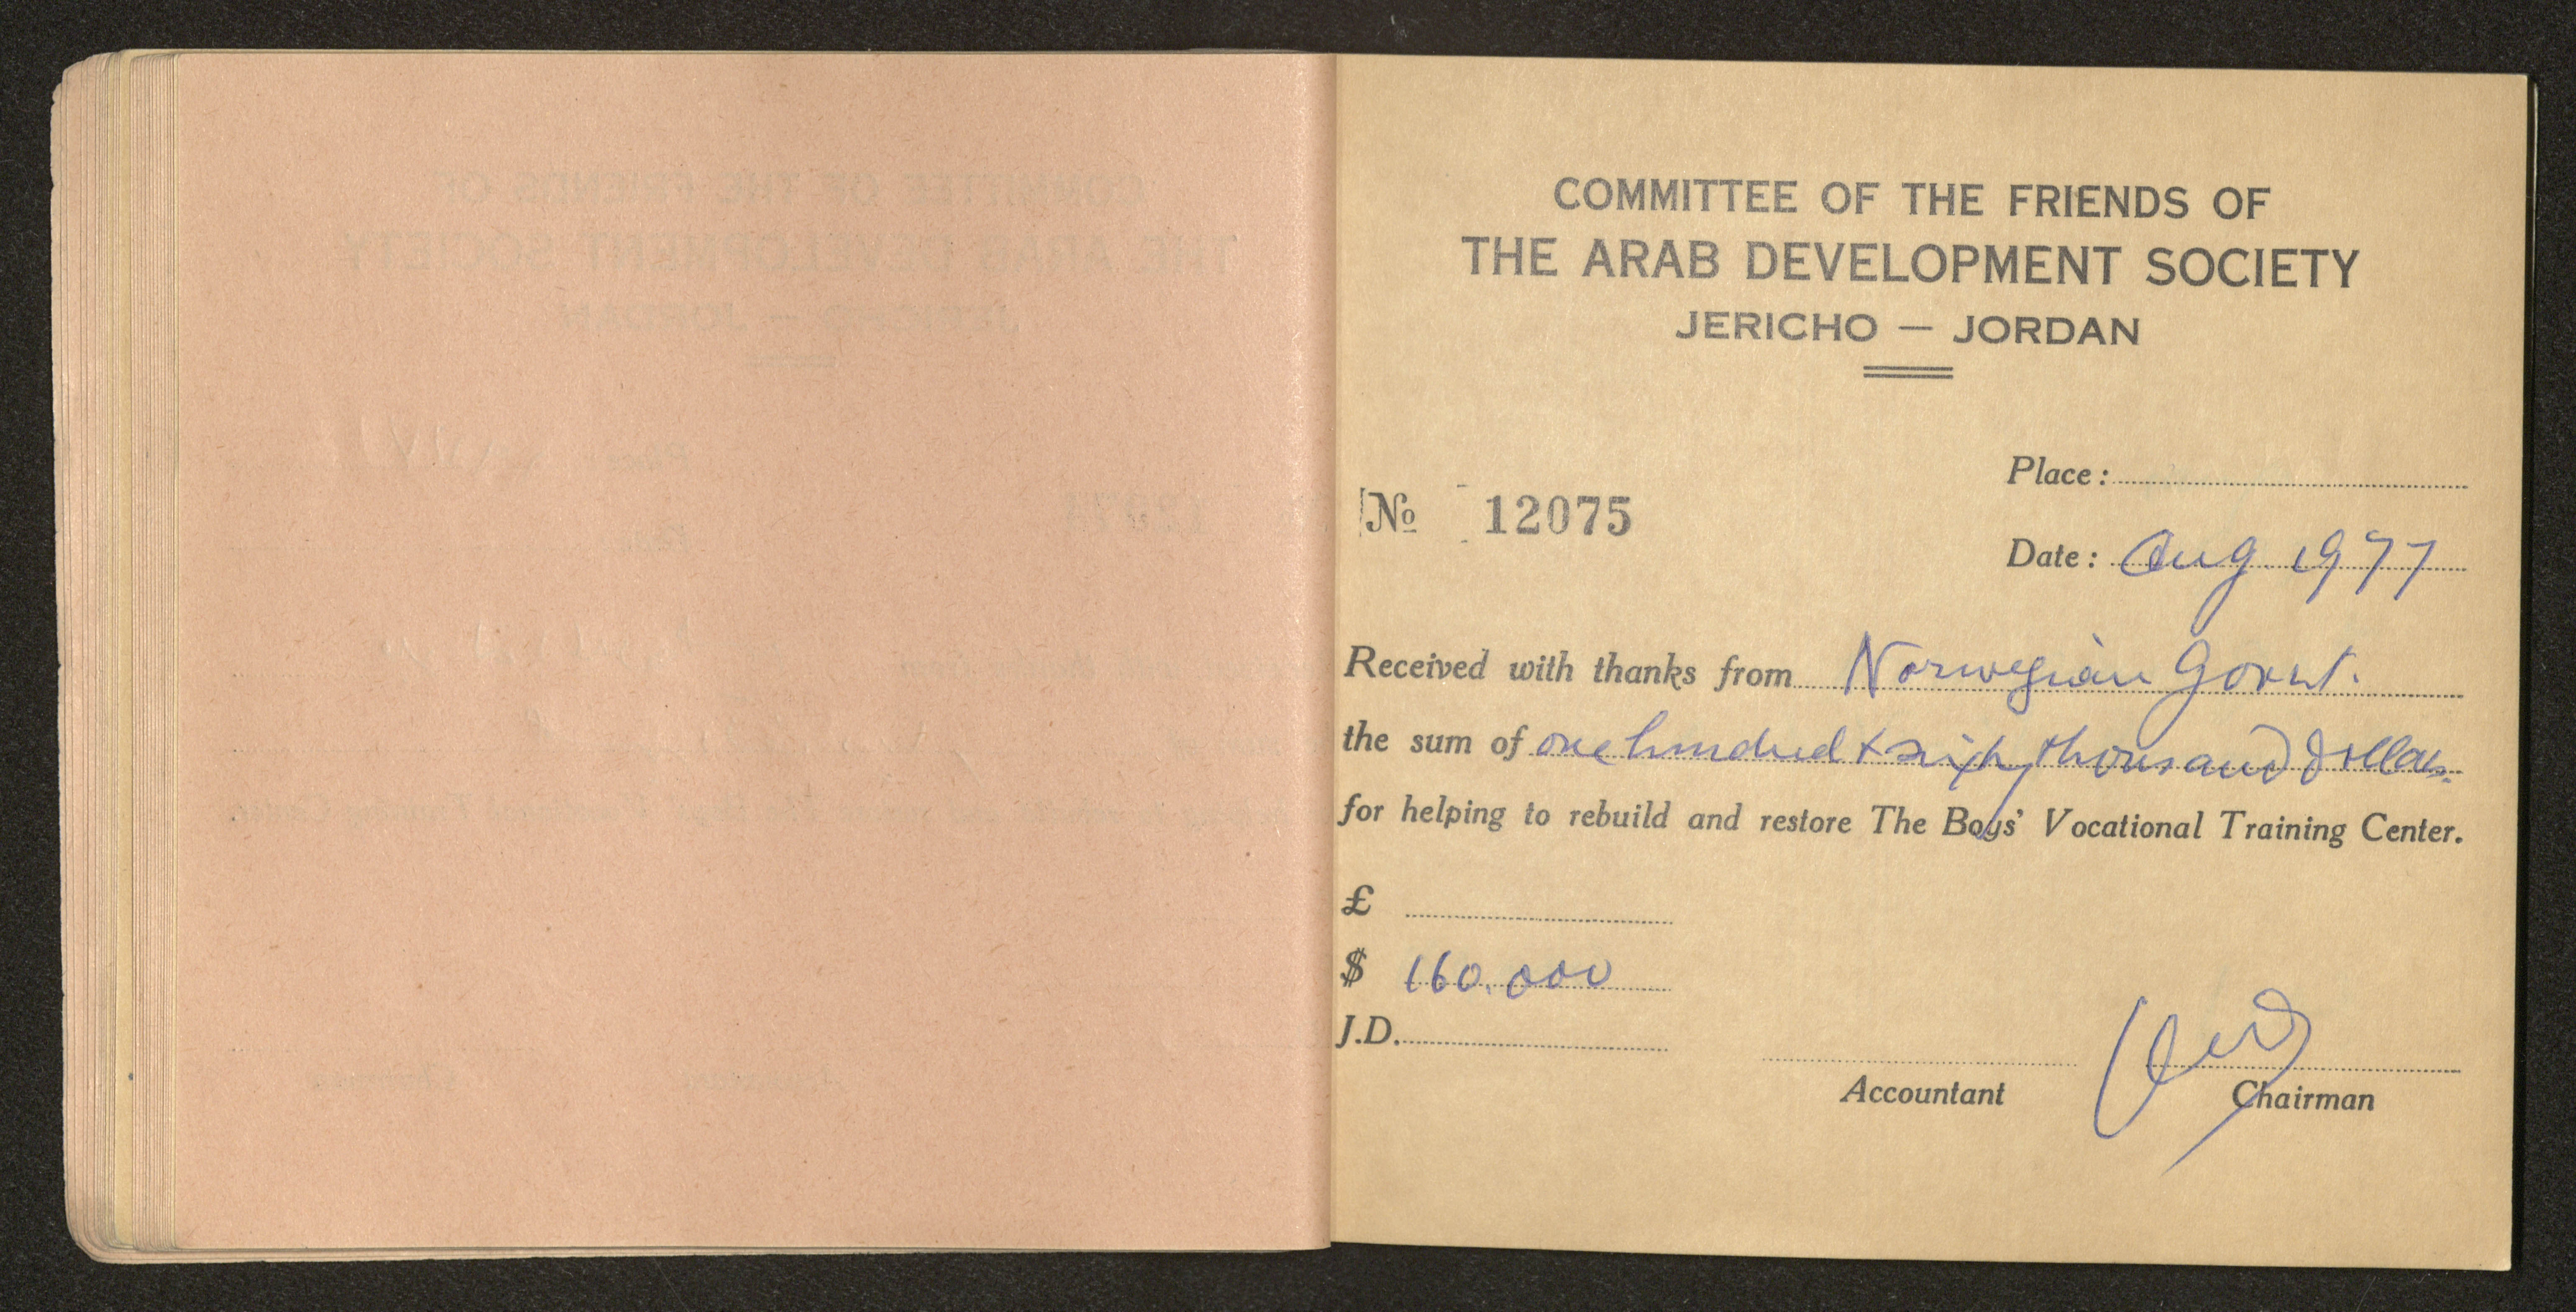 COMMITTEE OF THE FRIENDS OF
THE ARAB DEVELOPMENT SOCIETY
JERICHO — JORDAN
Place :
No 12075
Date : Aug. 1977
Received with thanks from Norwegian Govnt.
the sum of one hundred + sixty thousand dollars.
for helping to rebuild and restore The Boys' Vocational Training Center.
£
$ 160.000
J.D.
Accountant Chairman